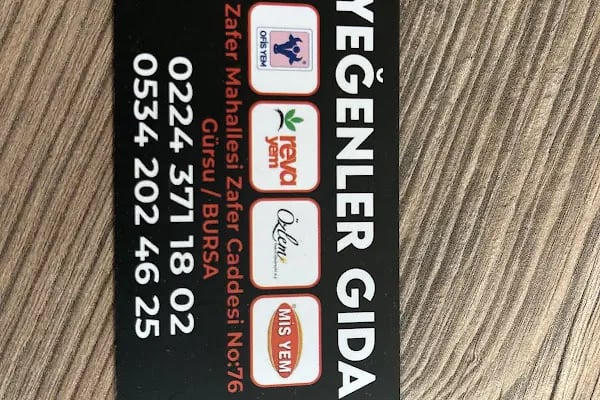 YEĞENLER GIDA
OFİS YEM
reva
yem
Özlem
MİS YEM
Zafer Mahallesi Zafer Caddesi No:76
Gürsu / BURSA
0224 371 18 02
0534 202 46 25